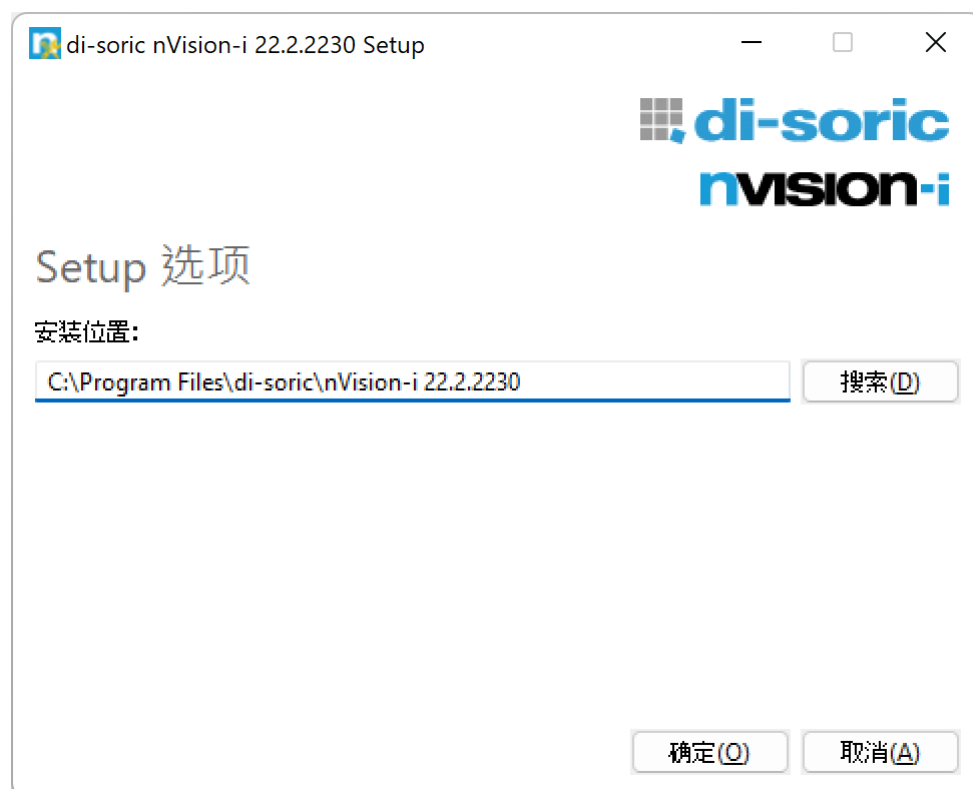 di-soric nVision-i 22.2.2230 Setup
di-soric
nvision-i
Setup 选项
安装位置:
C:\Program Files\di-soric\nVision-i 22.2.2230
搜索(D)
确定(O)
取消(A)